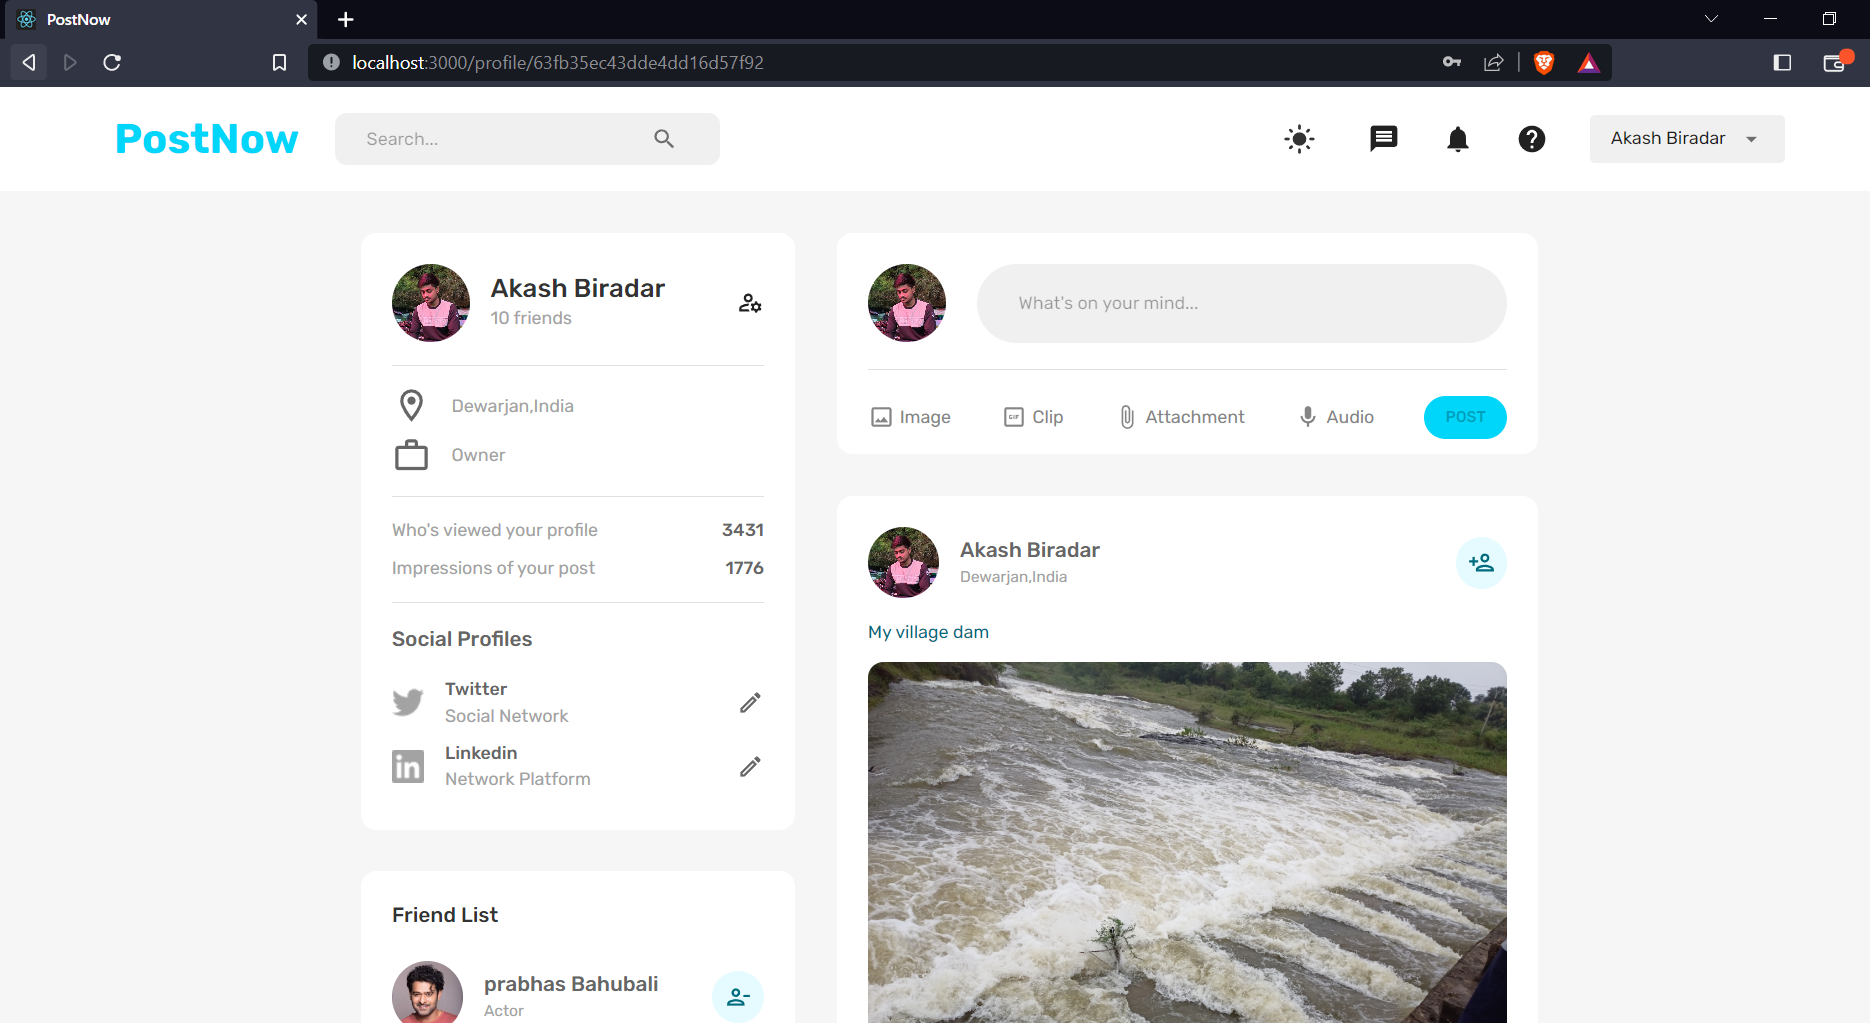 PostNow
localhost:3000/profile/63fb35ec43dde4dd16d57f92
PostNow
Search...
Akash Biradar
Akash Biradar
10 friends
Dewarjan,India
Owner
Who's viewed your profile 3431
Impressions of your post 1776
Social Profiles
Twitter
Social Network
Linkedin
Network Platform
Friend List
prabhas Bahubali
Actor
What's on your mind...
Image
GIF
Clip
Attachment
Audio
POST
Akash Biradar
Dewarjan,India
My village dam